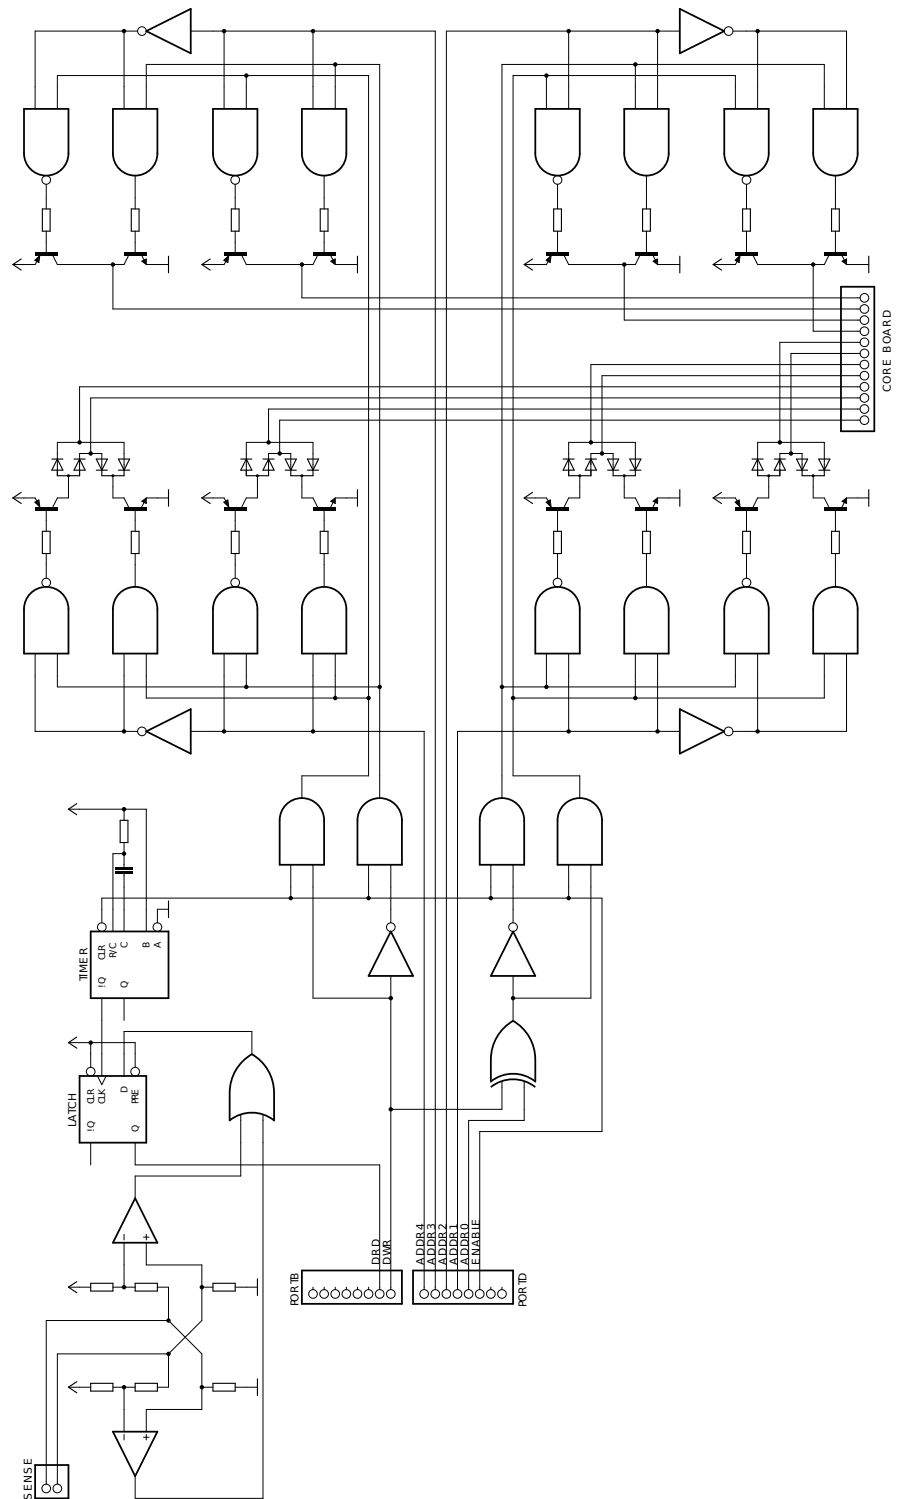 CORE BOARD
TIMER
CLR
R/C
C
B
A
!Q
Q
LATCH
CLR
CLK
D
PRE
!Q
Q
−
+
DRD
DWR
ADDR4
ADDR3
ADDR2
ADDR1
ADDR0
ENABLE
PORTB
PORTD
−
+
SENSE